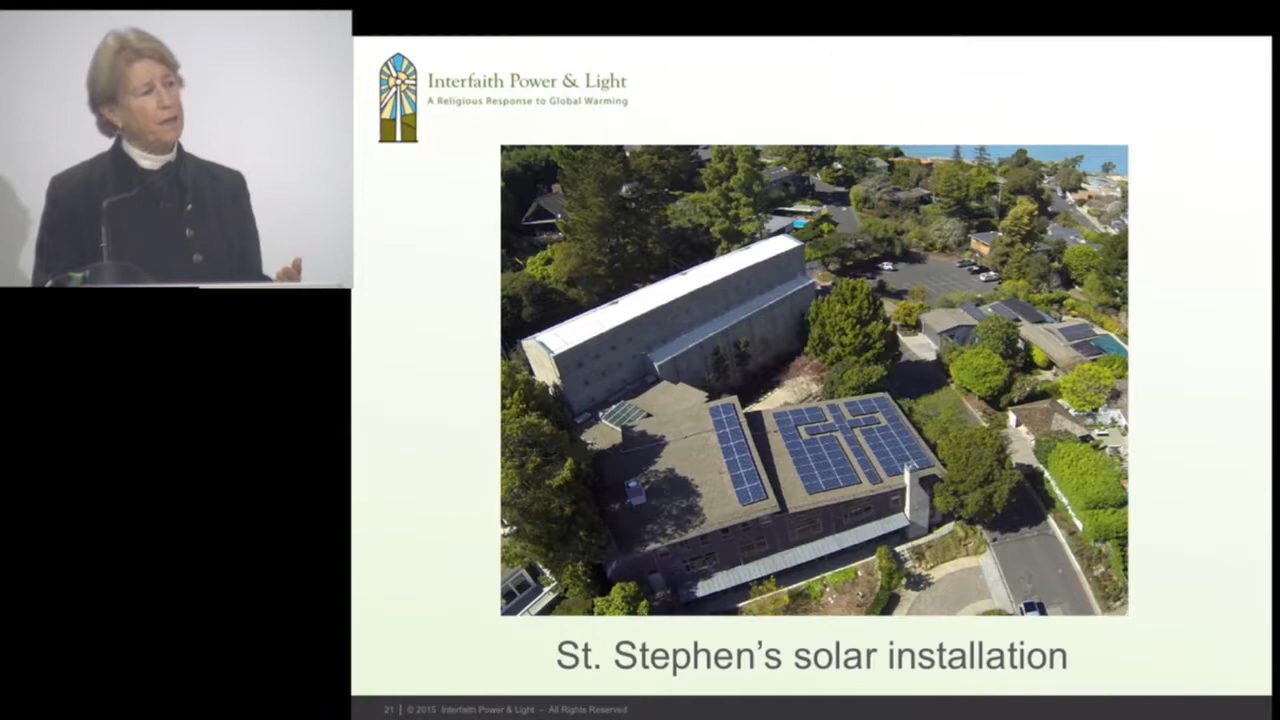 Interfaith Power & Light
A Religious Response to Global Warming
St. Stephen's solar installation
21 | © 2015 Interfaith Power & Light – All Rights Reserved